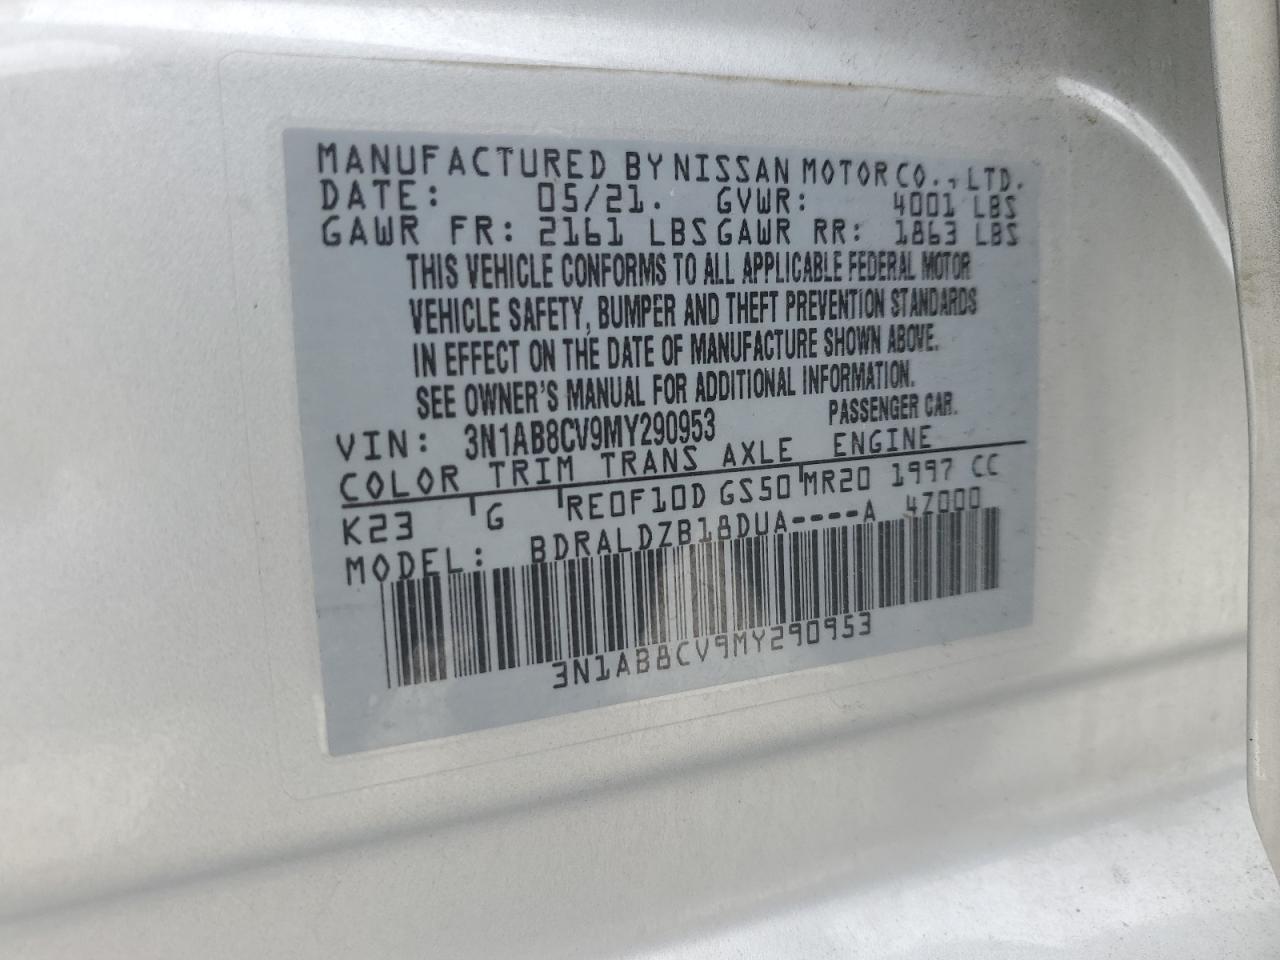 MANUFACTURED BY NISSAN MOTOR CO., LTD.
DATE: 05/21. GVWR: 4001 LBS
GAWR FR: 2161 LBS GAWR RR: 1863 LBS
THIS VEHICLE CONFORMS TO ALL APPLICABLE FEDERAL MOTOR
VEHICLE SAFETY, BUMPER AND THEFT PREVENTION STANDARDS
IN EFFECT ON THE DATE OF MANUFACTURE SHOWN ABOVE.
SEE OWNER'S MANUAL FOR ADDITIONAL INFORMATION.
VIN: 3N1AB8CV9MY290953 PASSENGER CAR.
COLOR TRIM TRANS AXLE ENGINE
K23 G RE0F10D GS50 MR20 1997 CC
MODEL: BDRALDZB18DUA----A 4Z000
3N1AB8CV9MY290953